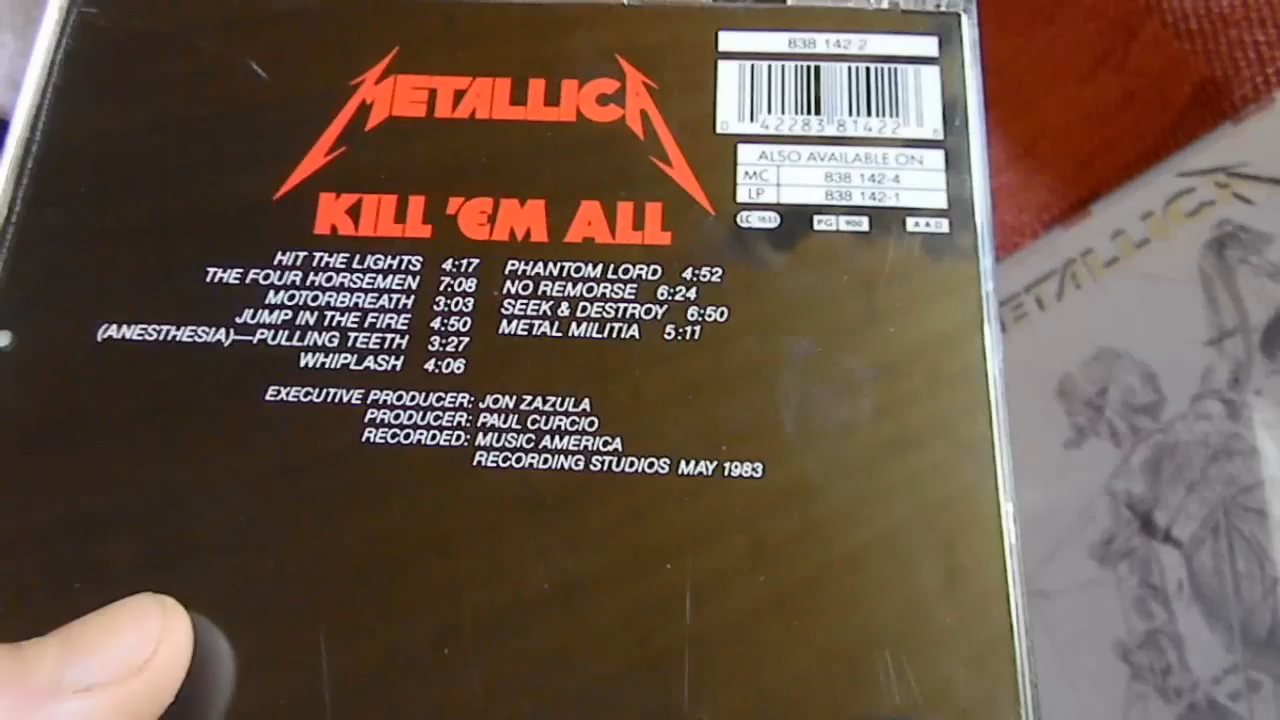 838 142-2
0 42283 81422 6
ALSO AVAILABLE ON
MC 838 142-4
LP 838 142-1
LC 1633 PG 900 AAD
METALLICA
KILL 'EM ALL
HIT THE LIGHTS 4:17
THE FOUR HORSEMEN 7:08
MOTORBREATH 3:03
JUMP IN THE FIRE 4:50
(ANESTHESIA)—PULLING TEETH 3:27
WHIPLASH 4:06
PHANTOM LORD 4:52
NO REMORSE 6:24
SEEK & DESTROY 6:50
METAL MILITIA 5:11
EXECUTIVE PRODUCER: JON ZAZULA
PRODUCER: PAUL CURCIO
RECORDED: MUSIC AMERICA
RECORDING STUDIOS MAY 1983
METALLICA